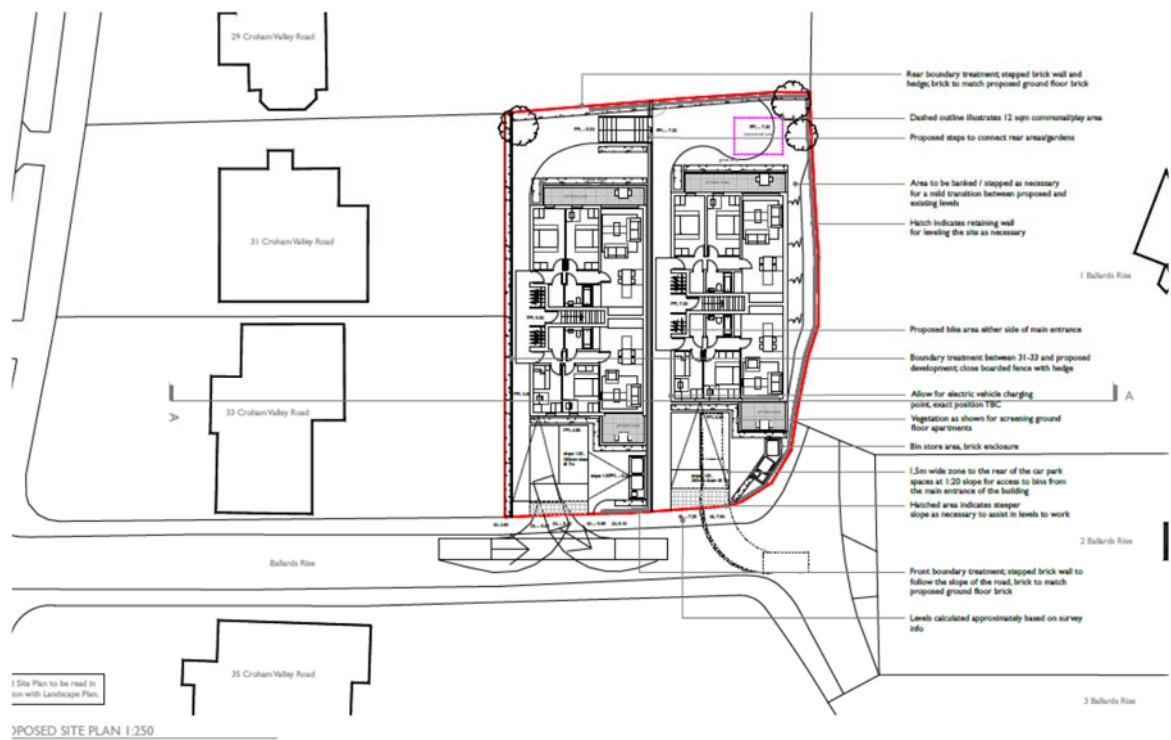 29 Croham Valley Road
31 Croham Valley Road
33 Croham Valley Road
35 Croham Valley Road
Ballards Rise
1 Ballards Rise
2 Ballards Rise
3 Ballards Rise
A
A
Rear boundary treatment; stepped brick wall and
hedge; brick to match proposed ground floor brick
Dashed outline illustrates 12 sqm communal/play area
Proposed steps to connect rear areas/gardens
Area to be banked / stepped as necessary
for a mild transition between proposed and
existing levels
Hatch indicates retaining wall
for leveling the site as necessary
Proposed bike area either side of main entrance
Boundary treatment between 31-33 and proposed
development; close boarded fence with hedge
Allow for electric vehicle charging
point, exact position TBC
Vegetation as shown for screening ground
floor apartments
Bin store area, brick enclosure
1,5m wide zone to the rear of the car park
spaces at 1:20 slope for access to bins from
the main entrance of the building
Hatched area indicates steeper
slope as necessary to assist in levels to work
Front boundary treatment; stepped brick wall to
follow the slope of the road, brick to match
proposed ground floor brick
Levels calculated approximately based on survey
info
Site Plan to be read in
ion with Landscape Plan.
OPOSED SITE PLAN 1:250